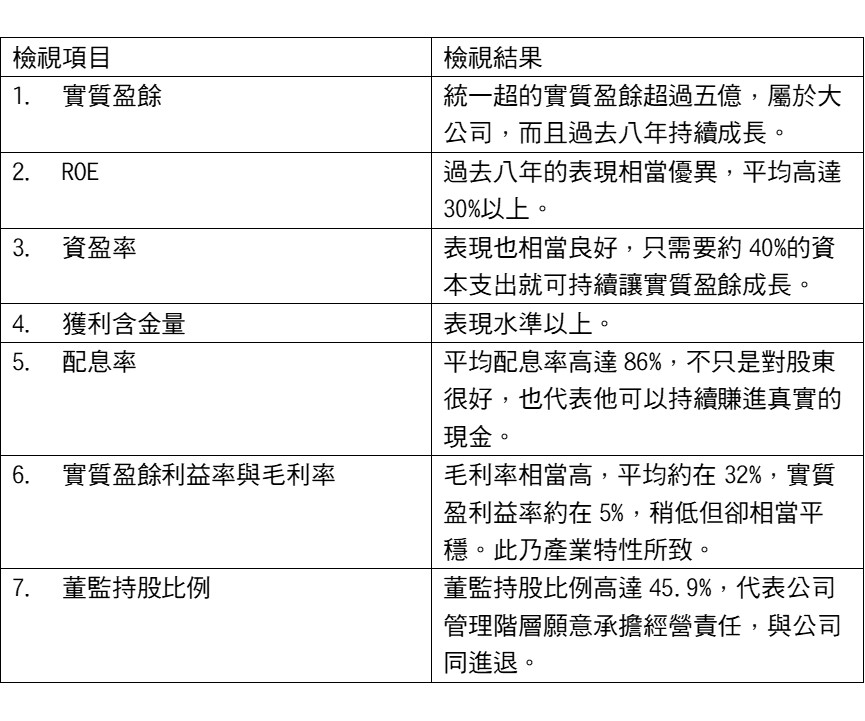 檢視項目
檢視結果
1. 實質盈餘
統一超的實質盈餘超過五億，屬於大
公司，而且過去八年持續成長。
2. ROE
過去八年的表現相當優異，平均高達
30%以上。
3. 資盈率
表現也相當良好，只需要約 40%的資
本支出就可持續讓實質盈餘成長。
4. 獲利含金量
表現水準以上。
5. 配息率
平均配息率高達 86%，不只是對股東
很好，也代表他可以持續賺進真實的
現金。
6. 實質盈餘利益率與毛利率
毛利率相當高，平均約在 32%，實質
盈利益率約在 5%，稍低但卻相當平
穩。此乃產業特性所致。
7. 董監持股比例
董監持股比例高達 45.9%，代表公司
管理階層願意承擔經營責任，與公司
同進退。